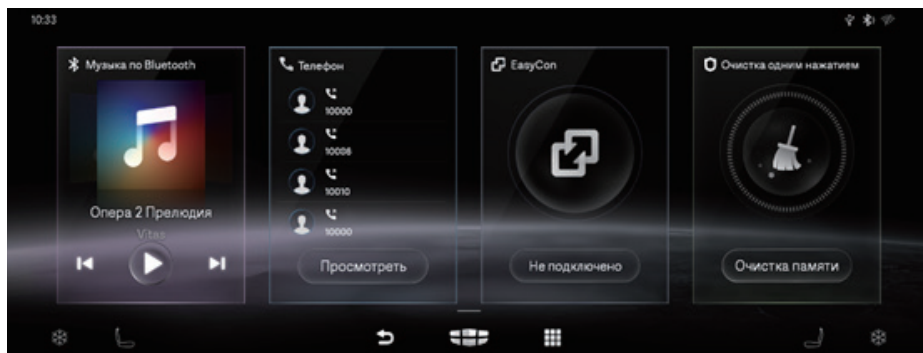 10:33
Музыка по Bluetooth
Опера 2 Прелюдия
Vitas
Телефон
10000
10086
10010
10000
Просмотреть
EasyCon
Не подключено
Очистка одним нажатием
Очистка памяти